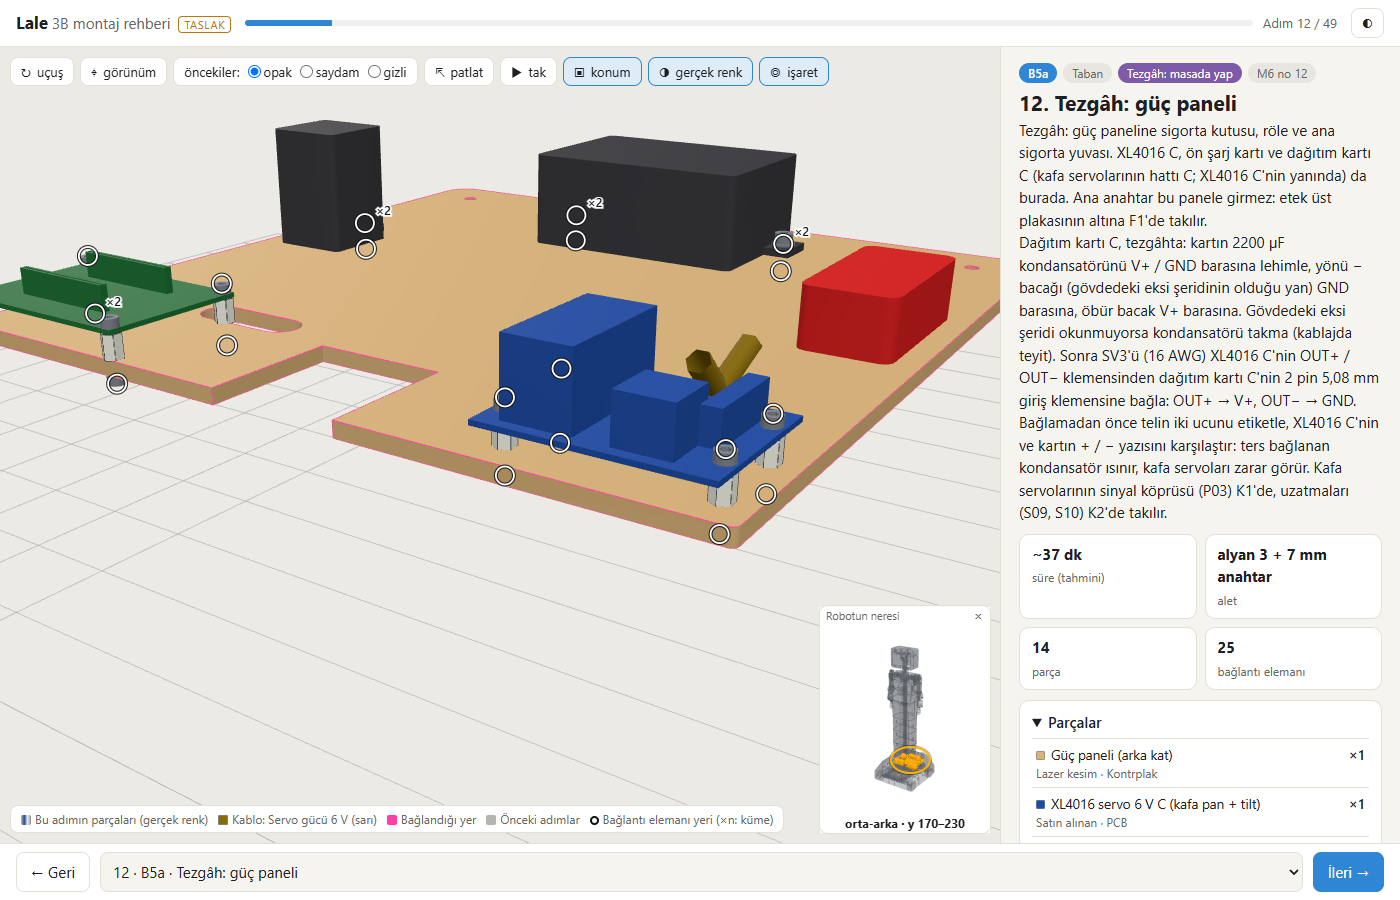 Lale 3B montaj rehberi TASLAK
Adım 12 / 49
uçuş
görünüm
öncekiler: opak saydam gizli
patlat
tak
konum
gerçek renk
işaret
×2
×2
×2
×2
B5a Taban Tezgâh: masada yap M6 no 12
12. Tezgâh: güç paneli
Tezgâh: güç paneline sigorta kutusu, röle ve ana
sigorta yuvası. XL4016 C, ön şarj kartı ve dağıtım kartı
C (kafa servolarının hattı C; XL4016 C'nin yanında) da
burada. Ana anahtar bu panele girmez: etek üst
plakasının altına F1'de takılır.
Dağıtım kartı C, tezgâhta: kartın 2200 µF
kondansatörünü V+ / GND barasına lehimle, yönü −
bacağı (gövdedeki eksi şeridinin olduğu yan) GND
barasına, öbür bacak V+ barasına. Gövdedeki eksi
şeridi okunmuyorsa kondansatörü takma (kablajda
teyit). Sonra SV3'ü (16 AWG) XL4016 C'nin OUT+ /
OUT− klemensinden dağıtım kartı C'nin 2 pin 5,08 mm
giriş klemensine bağla: OUT+ → V+, OUT− → GND.
Bağlamadan önce telin iki ucunu etiketle, XL4016 C'nin
ve kartın + / − yazısını karşılaştır: ters bağlanan
kondansatör ısınır, kafa servoları zarar görür. Kafa
servolarının sinyal köprüsü (P03) K1'de, uzatmaları
(S09, S10) K2'de takılır.
~37 dk
süre (tahmini)
alyan 3 + 7 mm
anahtar
alet
14
parça
25
bağlantı elemanı
▼ Parçalar
Güç paneli (arka kat) ×1
Lazer kesim · Kontrplak
XL4016 servo 6 V C (kafa pan + tilt) ×1
Satın alınan · PCB
Robotun neresi ×
orta-arka · y 170–230
Bu adımın parçaları (gerçek renk) Kablo: Servo gücü 6 V (sarı) Bağlandığı yer Önceki adımlar Bağlantı elemanı yeri (×n: küme)
← Geri
12 · B5a · Tezgâh: güç paneli
İleri →